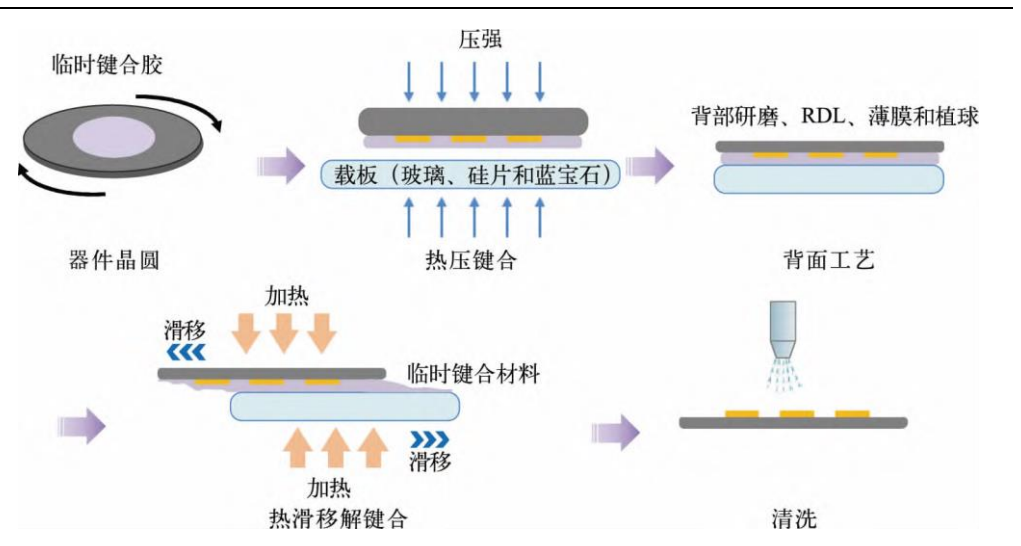 临时键合胶
器件晶圆
压强
载板（玻璃、硅片和蓝宝石）
热压键合
背部研磨、RDL、薄膜和植球
背面工艺
加热
滑移
临时键合材料
滑移
加热
热滑移解键合
清洗